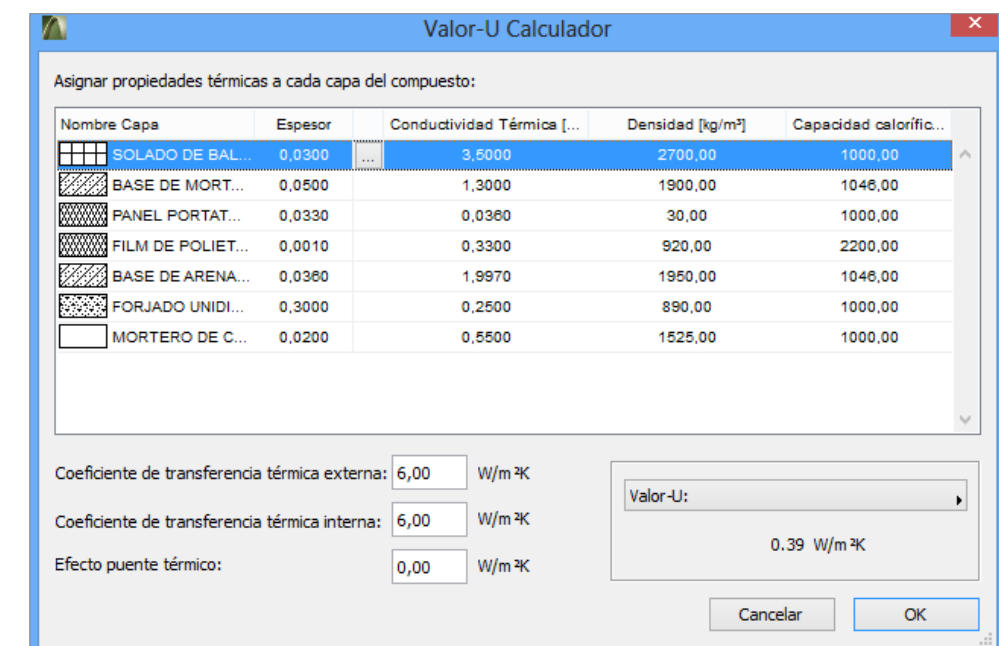 Valor-U Calculador
Asignar propiedades térmicas a cada capa del compuesto:
Nombre Capa Espesor Conductividad Térmica [... Densidad [kg/m³] Capacidad calorífic...
SOLADO DE BAL... 0,0300 ... 3,5000 2700,00 1000,00
BASE DE MORT... 0,0500 1,3000 1900,00 1046,00
PANEL PORTAT... 0,0330 0,0360 30,00 1000,00
FILM DE POLIET... 0,0010 0,3300 920,00 2200,00
BASE DE ARENA... 0,0360 1,9970 1950,00 1046,00
FORJADO UNIDI... 0,3000 0,2500 890,00 1000,00
MORTERO DE C... 0,0200 0,5500 1525,00 1000,00
Coeficiente de transferencia térmica externa: 6,00 W/m²K
Coeficiente de transferencia térmica interna: 6,00 W/m²K
Efecto puente térmico: 0,00 W/m²K
Valor-U:
0.39 W/m²K
Cancelar OK